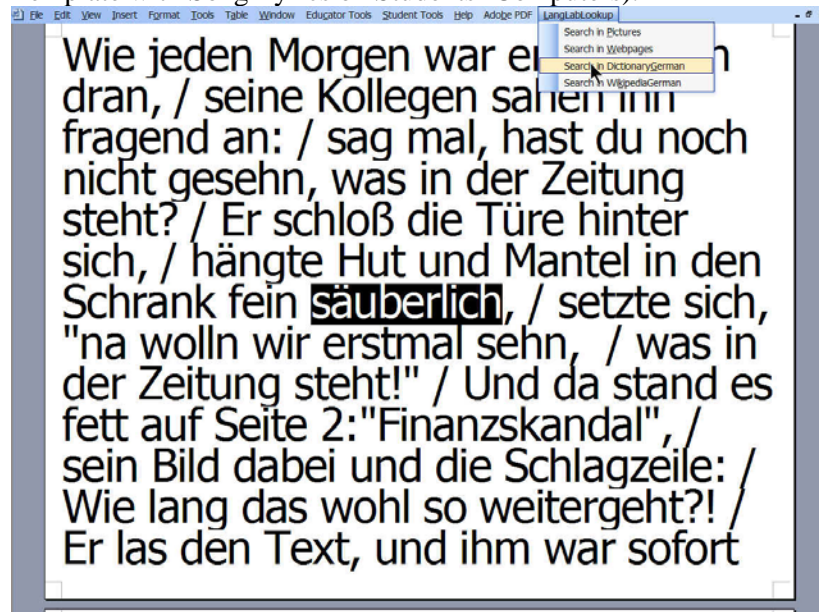 File Edit View Insert Format Tools Table Window Educator Tools Student Tools Help Adobe PDF LangLabLookup
Search in Pictures
Search in Webpages
Search in DictionaryGerman
Search in WikipediaGerman
Wie jeden Morgen war er
dran, / seine Kollegen sahen ihn
fragend an: / sag mal, hast du noch
nicht gesehn, was in der Zeitung
steht? / Er schloß die Türe hinter
sich, / hängte Hut und Mantel in den
Schrank fein säuberlich, / setzte sich,
"na wolln wir erstmal sehn, / was in
der Zeitung steht!" / Und da stand es
fett auf Seite 2:"Finanzskandal", /
sein Bild dabei und die Schlagzeile: /
Wie lang das wohl so weitergeht?! /
Er las den Text, und ihm war sofort